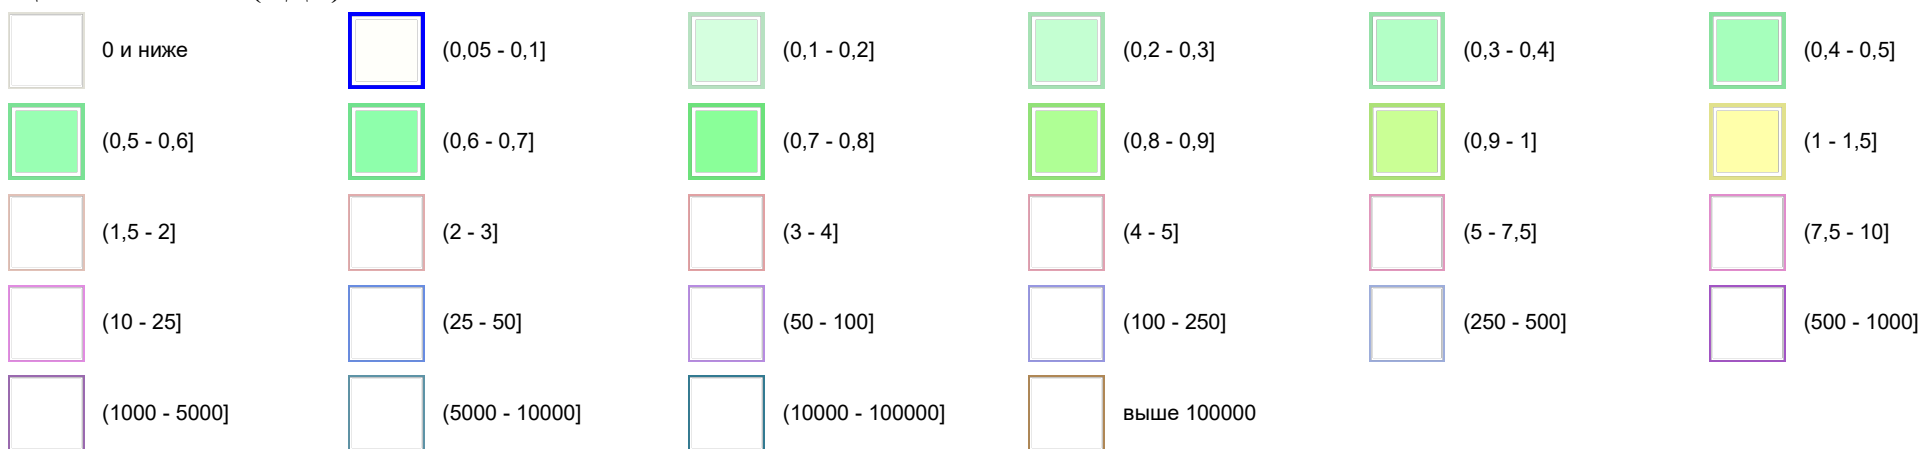 0 и ниже (0,05 - 0,1] (0,1 - 0,2] (0,2 - 0,3] (0,3 - 0,4] (0,4 - 0,5]
(0,5 - 0,6] (0,6 - 0,7] (0,7 - 0,8] (0,8 - 0,9] (0,9 - 1] (1 - 1,5]
(1,5 - 2] (2 - 3] (3 - 4] (4 - 5] (5 - 7,5] (7,5 - 10]
(10 - 25] (25 - 50] (50 - 100] (100 - 250] (250 - 500] (500 - 1000]
(1000 - 5000] (5000 - 10000] (10000 - 100000] выше 100000